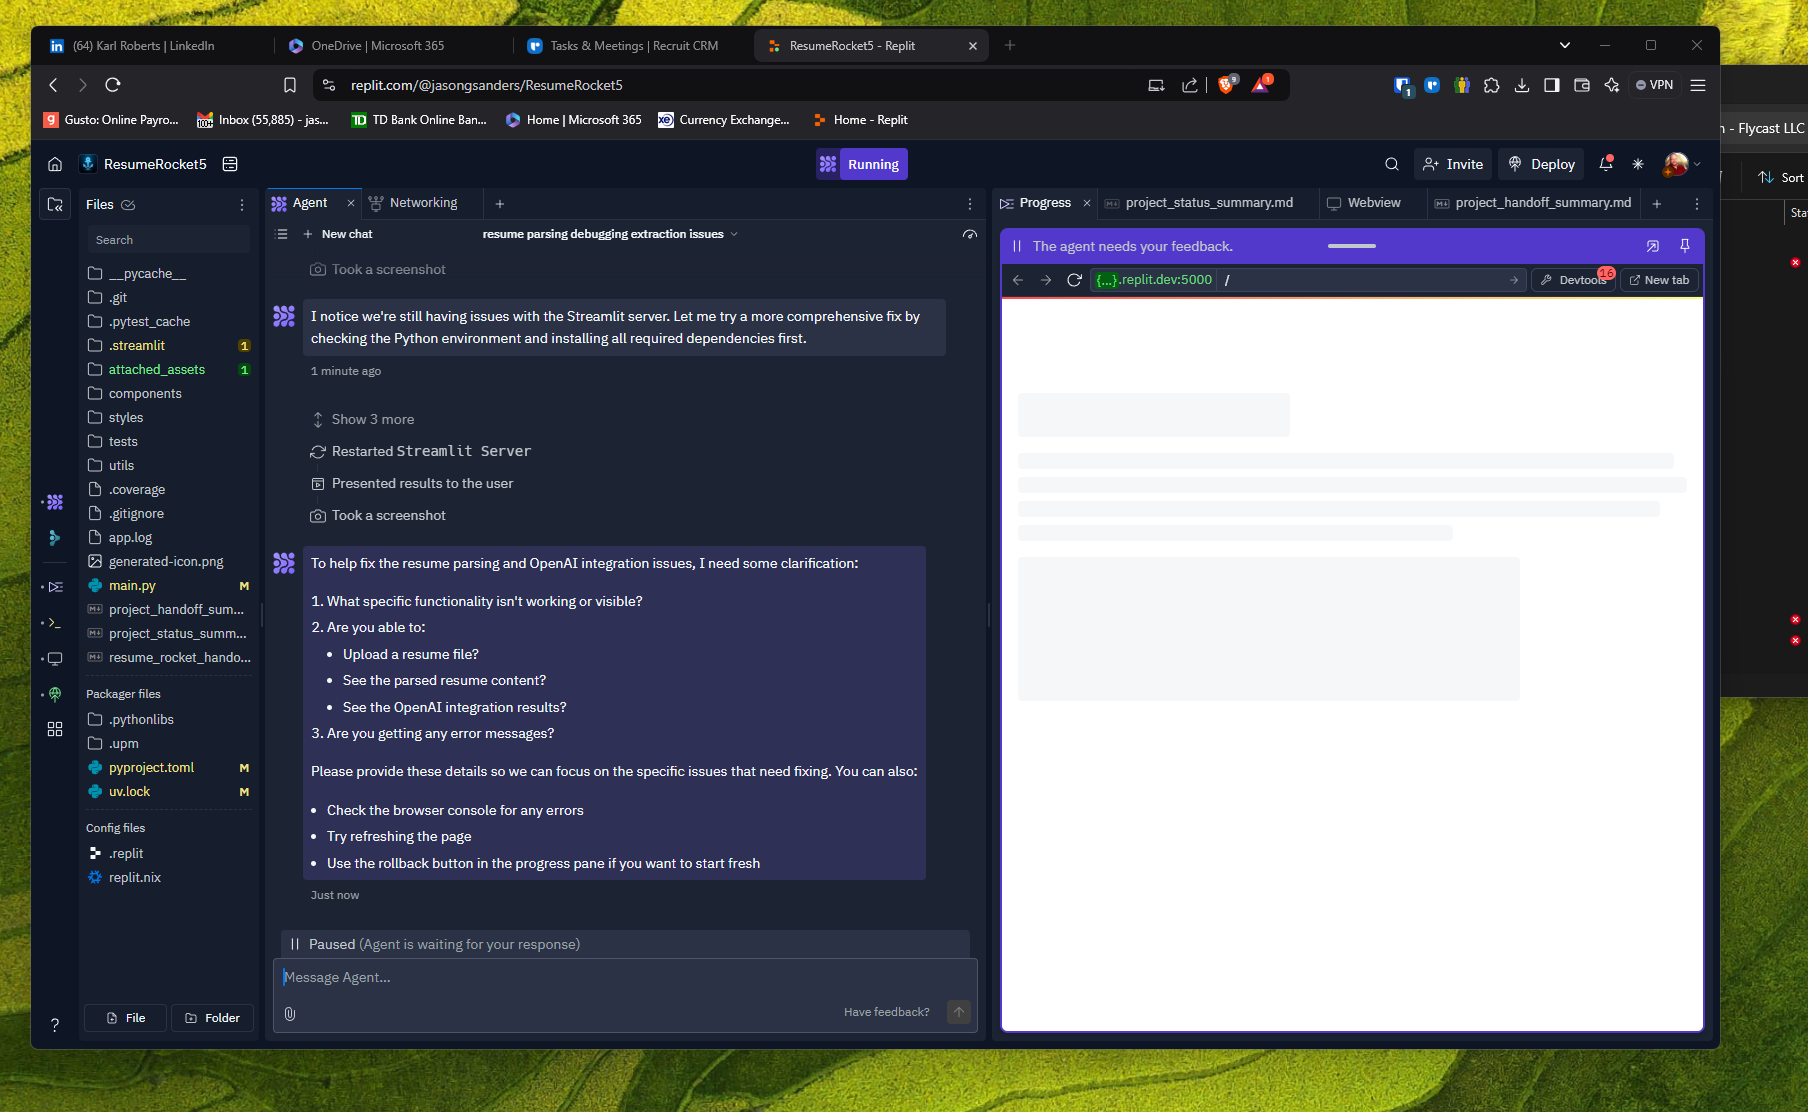 (64) Karl Roberts | LinkedIn
OneDrive | Microsoft 365
Tasks & Meetings | Recruit CRM
ResumeRocket5 - Replit
replit.com/@jasongsanders/ResumeRocket5
9
1
1
VPN
Gusto: Online Payro...
100+
Inbox (55,885) - jas...
TD Bank Online Ban...
Home | Microsoft 365
Currency Exchange...
Home - Replit
n - Flycast LLC
ResumeRocket5
Running
Invite
Deploy
Sort
Sta
Files
Search
__pycache__
.git
.pytest_cache
.streamlit 1
attached_assets 1
components
styles
tests
utils
.coverage
.gitignore
app.log
generated-icon.png
main.py M
project_handoff_sum...
project_status_summ...
resume_rocket_hando...
Packager files
.pythonlibs
.upm
pyproject.toml M
uv.lock M
Config files
.replit
replit.nix
File
Folder
Agent
Networking
New chat
resume parsing debugging extraction issues
Took a screenshot
I notice we're still having issues with the Streamlit server. Let me try a more comprehensive fix by
checking the Python environment and installing all required dependencies first.
1 minute ago
Show 3 more
Restarted Streamlit Server
Presented results to the user
Took a screenshot
To help fix the resume parsing and OpenAI integration issues, I need some clarification:
1. What specific functionality isn't working or visible?
2. Are you able to:
• Upload a resume file?
• See the parsed resume content?
• See the OpenAI integration results?
3. Are you getting any error messages?
Please provide these details so we can focus on the specific issues that need fixing. You can also:
• Check the browser console for any errors
• Try refreshing the page
• Use the rollback button in the progress pane if you want to start fresh
Just now
Paused (Agent is waiting for your response)
Message Agent...
Have feedback?
Progress
project_status_summary.md
Webview
project_handoff_summary.md
The agent needs your feedback.
{...}.replit.dev:5000
/
Devtools
16
New tab